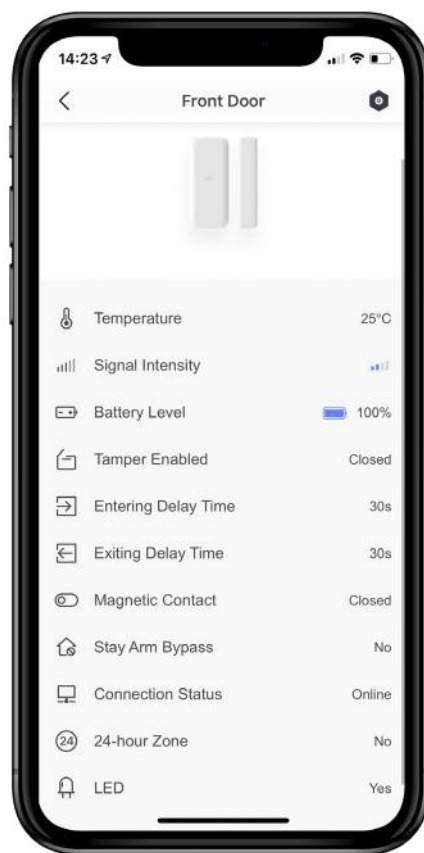 14:23
Front Door
Temperature 25°C
Signal Intensity
Battery Level 100%
Tamper Enabled Closed
Entering Delay Time 30s
Exiting Delay Time 30s
Magnetic Contact Closed
Stay Arm Bypass No
Connection Status Online
24 24-hour Zone No
LED Yes